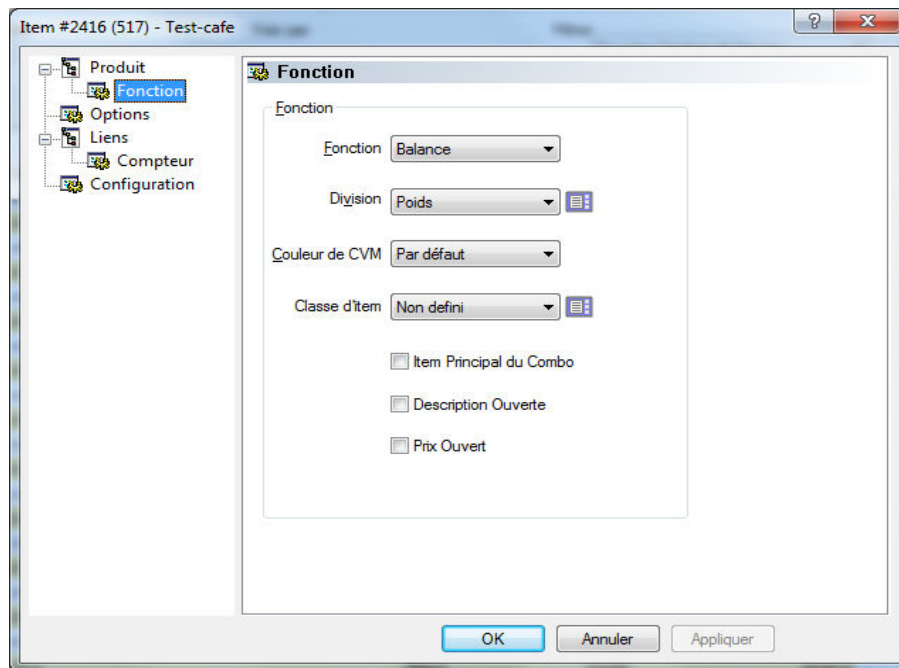 Item #2416 (517) - Test-cafe
Produit
Fonction
Options
Liens
Compteur
Configuration
Fonction
Fonction
Fonction Balance
Division Poids
Couleur de CVM Par défaut
Classe d'item Non defini
Item Principal du Combo
Description Ouverte
Prix Ouvert
OK Annuler Appliquer